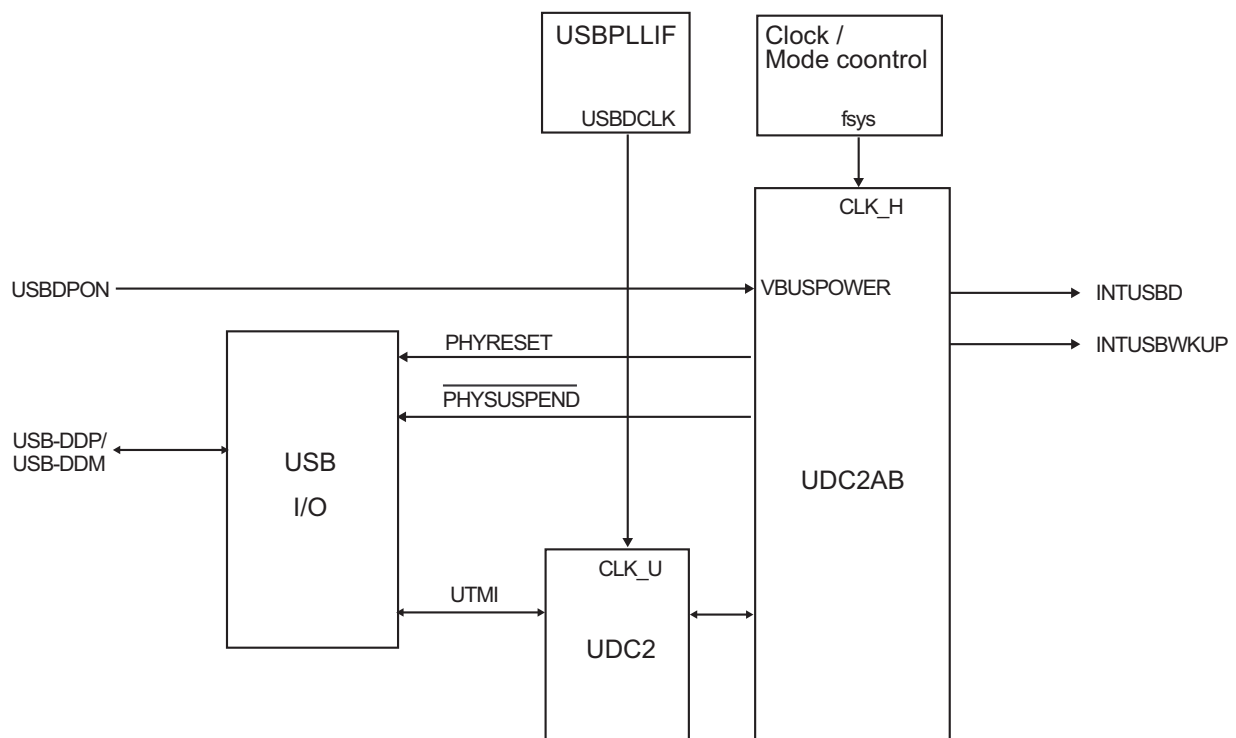 USBPLLIF
USBDCLK
Clock /
Mode coontrol
fsys
CLK_H
USBDPON
VBUSPOWER
INTUSBD
PHYRESET
INTUSBWKUP
PHYSUSPEND
USB-DDP/
USB-DDM
USB
I/O
UDC2AB
CLK_U
UTMI
UDC2